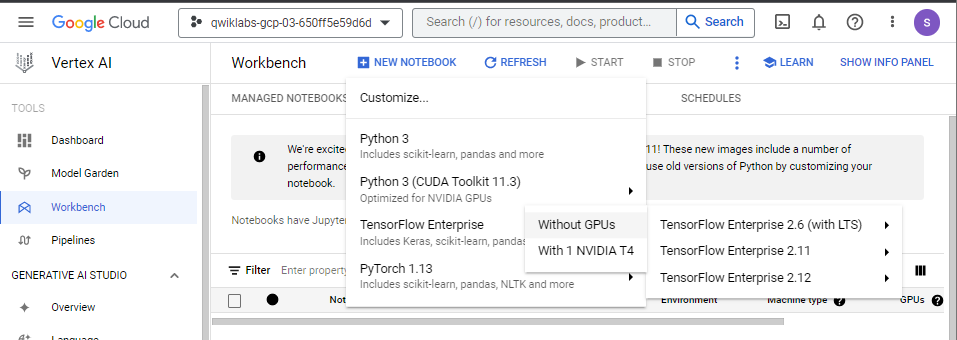 Google Cloud
qwiklabs-gcp-03-650ff5e59d6d
Search (/) for resources, docs, product…
Search
S
Vertex AI
Workbench
NEW NOTEBOOK
REFRESH
START
STOP
LEARN
SHOW INFO PANEL
TOOLS
Dashboard
Model Garden
Workbench
Pipelines
GENERATIVE AI STUDIO
Overview
Language
MANAGED NOTEBOOKS
SCHEDULES
We're excited
11! These new images include a number of
performance
use old versions of Python by customizing your
notebook.
Notebooks have Jupyter
Filter
Enter property
Environment
Machine type
GPUs
Customize...
Python 3
Includes scikit-learn, pandas and more
Python 3 (CUDA Toolkit 11.3)
Optimized for NVIDIA GPUs
TensorFlow Enterprise
Includes Keras, scikit-learn, pandas
PyTorch 1.13
Includes scikit-learn, pandas, NLTK and more
Without GPUs
With 1 NVIDIA T4
TensorFlow Enterprise 2.6 (with LTS)
TensorFlow Enterprise 2.11
TensorFlow Enterprise 2.12